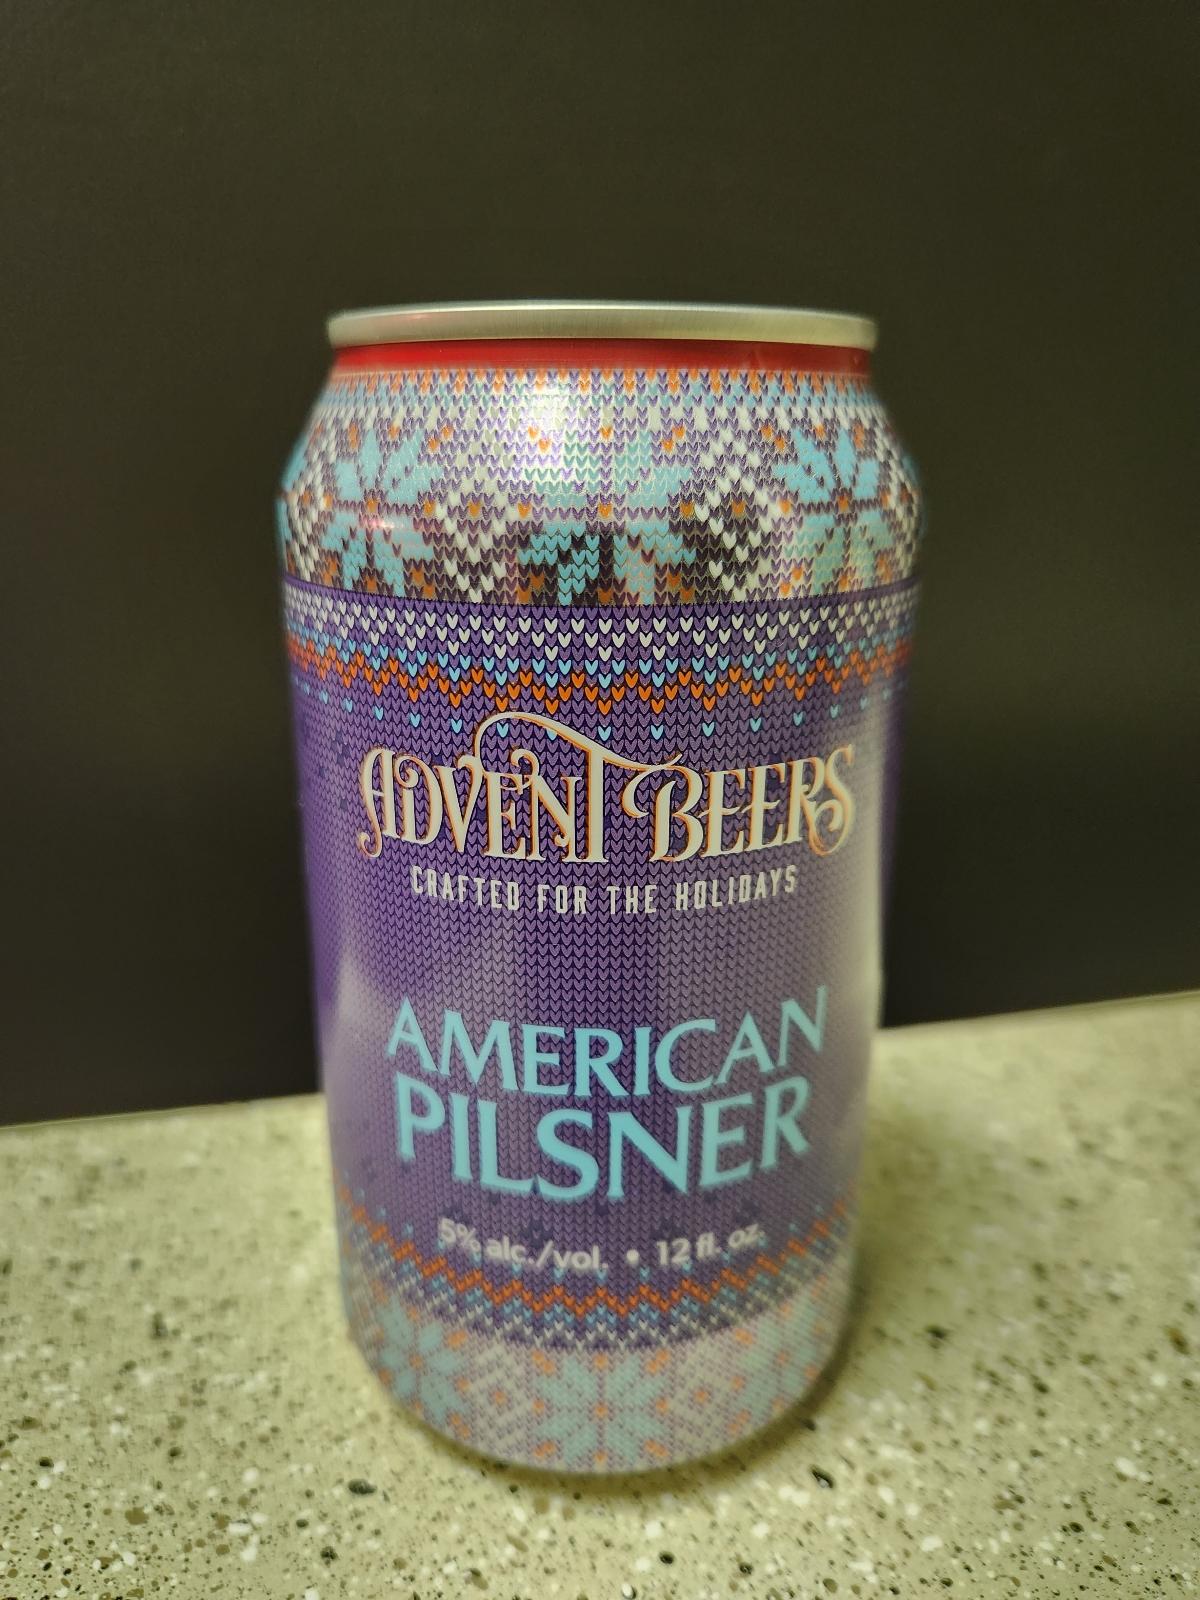 ADVENT BEERS
CRAFTED FOR THE HOLIDAYS
AMERICAN
PILSNER
5% alc./vol. • 12 fl. oz.